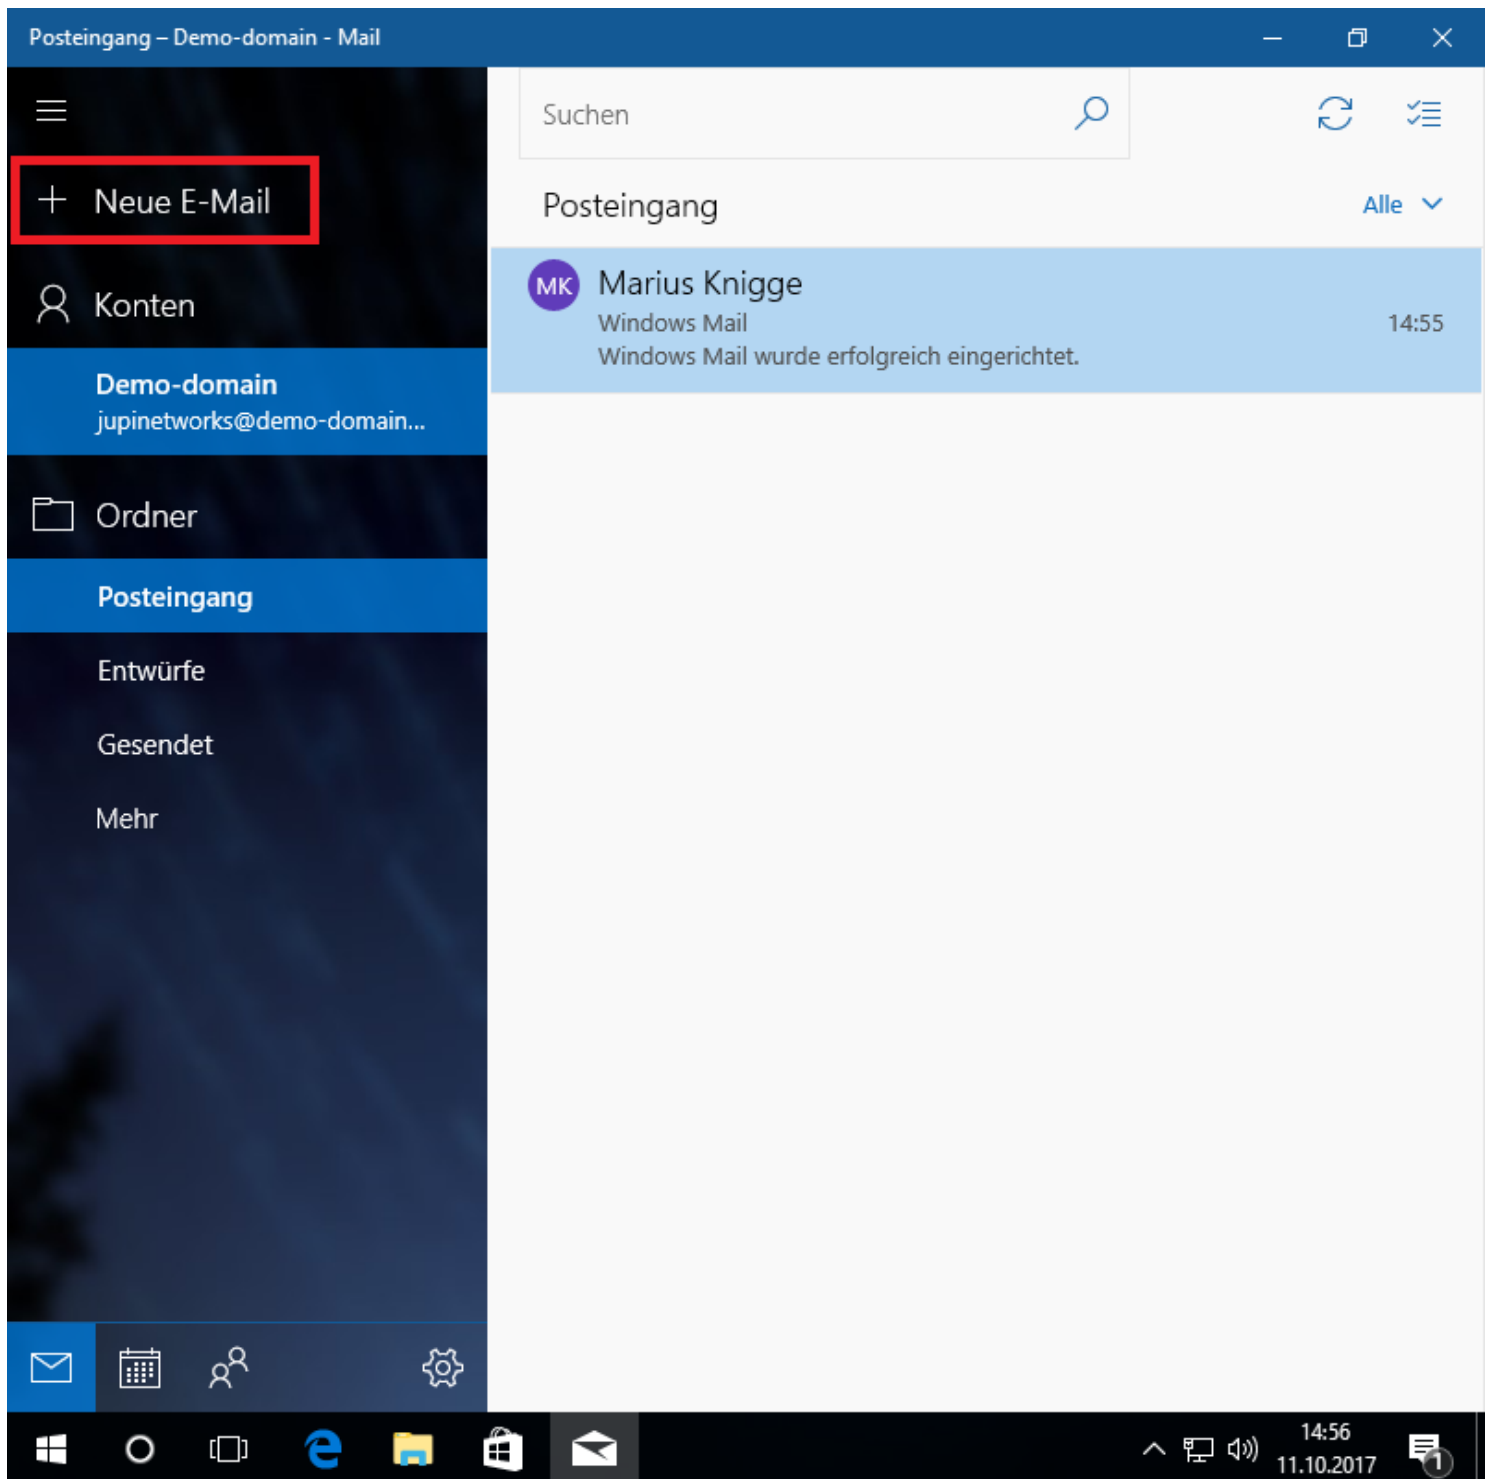 Posteingang – Demo-domain - Mail
Neue E-Mail
Konten
Demo-domain
jupinetworks@demo-domain...
Ordner
Posteingang
Entwürfe
Gesendet
Mehr
Suchen
Posteingang
Alle
MK
Marius Knigge
Windows Mail
14:55
Windows Mail wurde erfolgreich eingerichtet.
14:56
11.10.2017
1